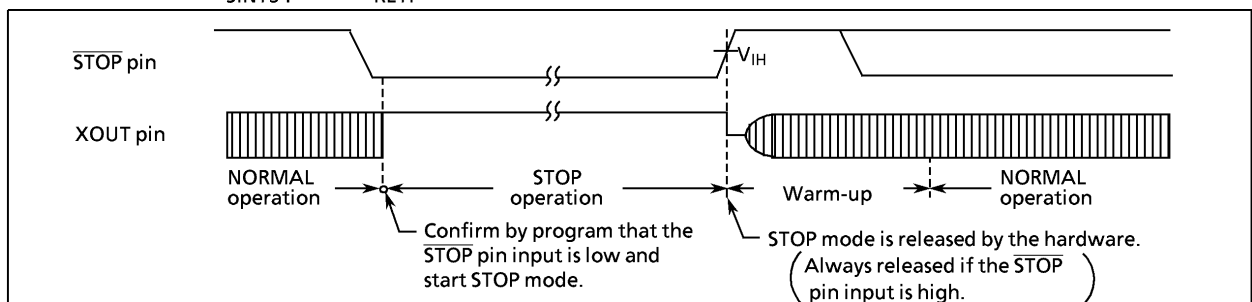 STOP pin
VIH
XOUT pin
NORMAL
operation
STOP
operation
Warm-up
NORMAL
operation
Confirm by program that the
STOP pin input is low and
start STOP mode.
STOP mode is released by the hardware.
(Always released if the STOP
pin input is high.)